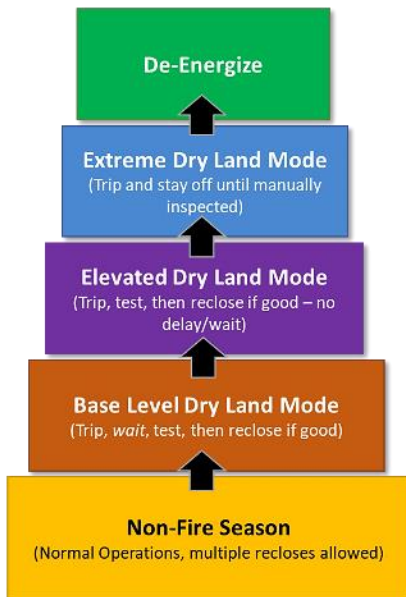 De-Energize
Extreme Dry Land Mode
(Trip and stay off until manually
inspected)
Elevated Dry Land Mode
(Trip, test, then reclose if good – no
delay/wait)
Base Level Dry Land Mode
(Trip, wait, test, then reclose if good)
Non-Fire Season
(Normal Operations, multiple recloses allowed)